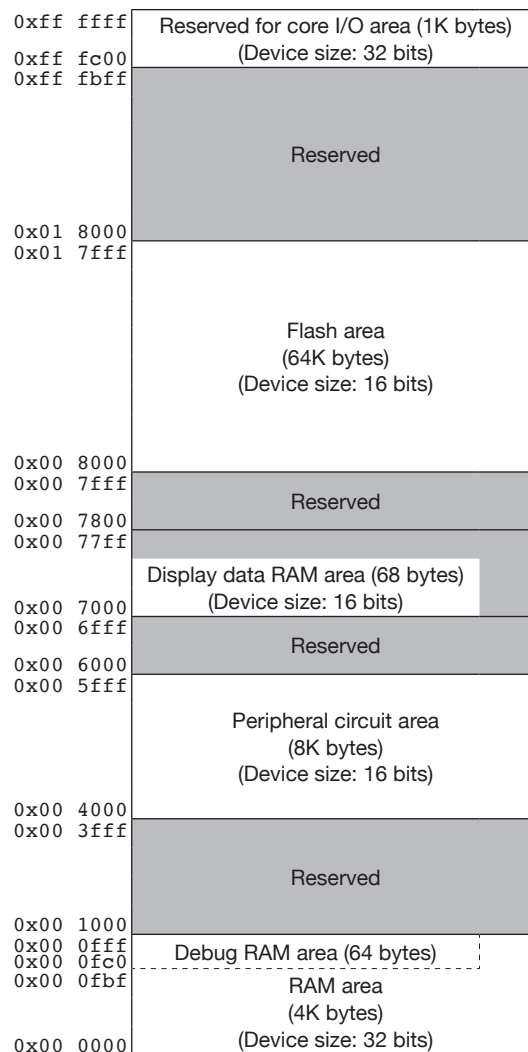 0xff ffff
Reserved for core I/O area (1K bytes)
(Device size: 32 bits)
0xff fc00
0xff fbff
Reserved
0x01 8000
0x01 7fff
Flash area
(64K bytes)
(Device size: 16 bits)
0x00 8000
0x00 7fff
Reserved
0x00 7800
0x00 77ff
Display data RAM area (68 bytes)
(Device size: 16 bits)
0x00 7000
0x00 6fff
Reserved
0x00 6000
0x00 5fff
Peripheral circuit area
(8K bytes)
(Device size: 16 bits)
0x00 4000
0x00 3fff
Reserved
0x00 1000
0x00 0fff
Debug RAM area (64 bytes)
0x00 0fc0
0x00 0fbf
RAM area
(4K bytes)
(Device size: 32 bits)
0x00 0000